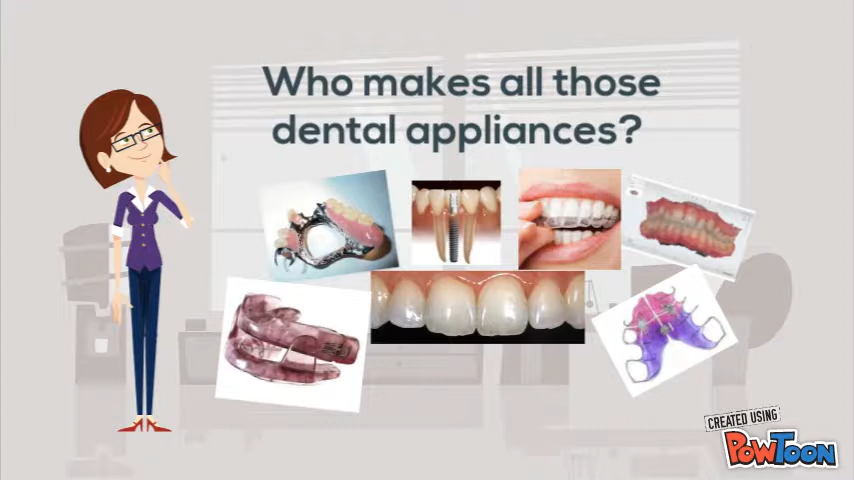 Who makes all those
dental appliances?
CREATED USING
POWTOON